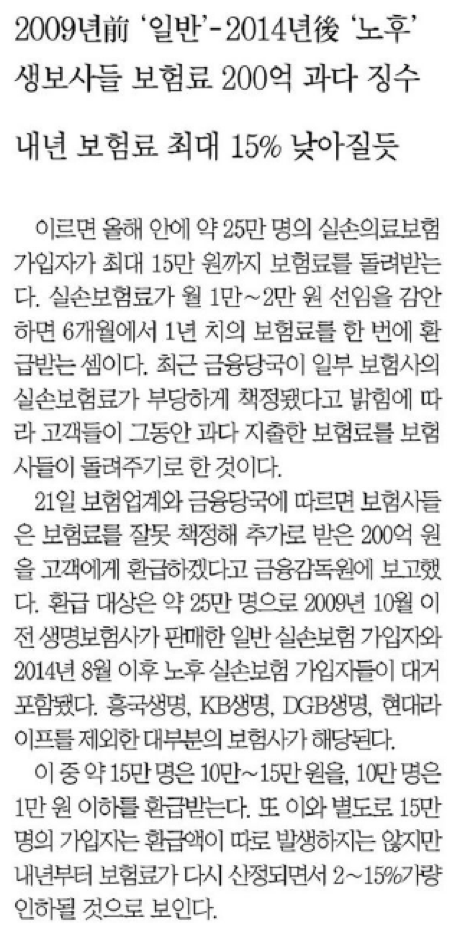 2009년前 ‘일반’-2014년後 ‘노후’
생보사들 보험료 200억 과다 징수
내년 보험료 최대 15% 낮아질듯
이르면 올해 안에 약 25만 명의 실손의료보험
가입자가 최대 15만 원까지 보험료를 돌려받는
다. 실손보험료가 월 1만～2만 원 선임을 감안
하면 6개월에서 1년 치의 보험료를 한 번에 환
급받는 셈이다. 최근 금융당국이 일부 보험사의
실손보험료가 부당하게 책정됐다고 밝힘에 따
라 고객들이 그동안 과다 지출한 보험료를 보험
사들이 돌려주기로 한 것이다.
21일 보험업계와 금융당국에 따르면 보험사들
은 보험료를 잘못 책정해 추가로 받은 200억 원
을 고객에게 환급하겠다고 금융감독원에 보고했
다. 환급 대상은 약 25만 명으로 2009년 10월 이
전 생명보험사가 판매한 일반 실손보험 가입자와
2014년 8월 이후 노후 실손보험 가입자들이 대거
포함됐다. 흥국생명, KB생명, DGB생명, 현대라
이프를 제외한 대부분의 보험사가 해당된다.
이 중 약 15만 명은 10만～15만 원을, 10만 명은
1만 원 이하를 환급받는다. 또 이와 별도로 15만
명의 가입자는 환급액이 따로 발생하지는 않지만
내년부터 보험료가 다시 산정되면서 2～15%가량
인하될 것으로 보인다.